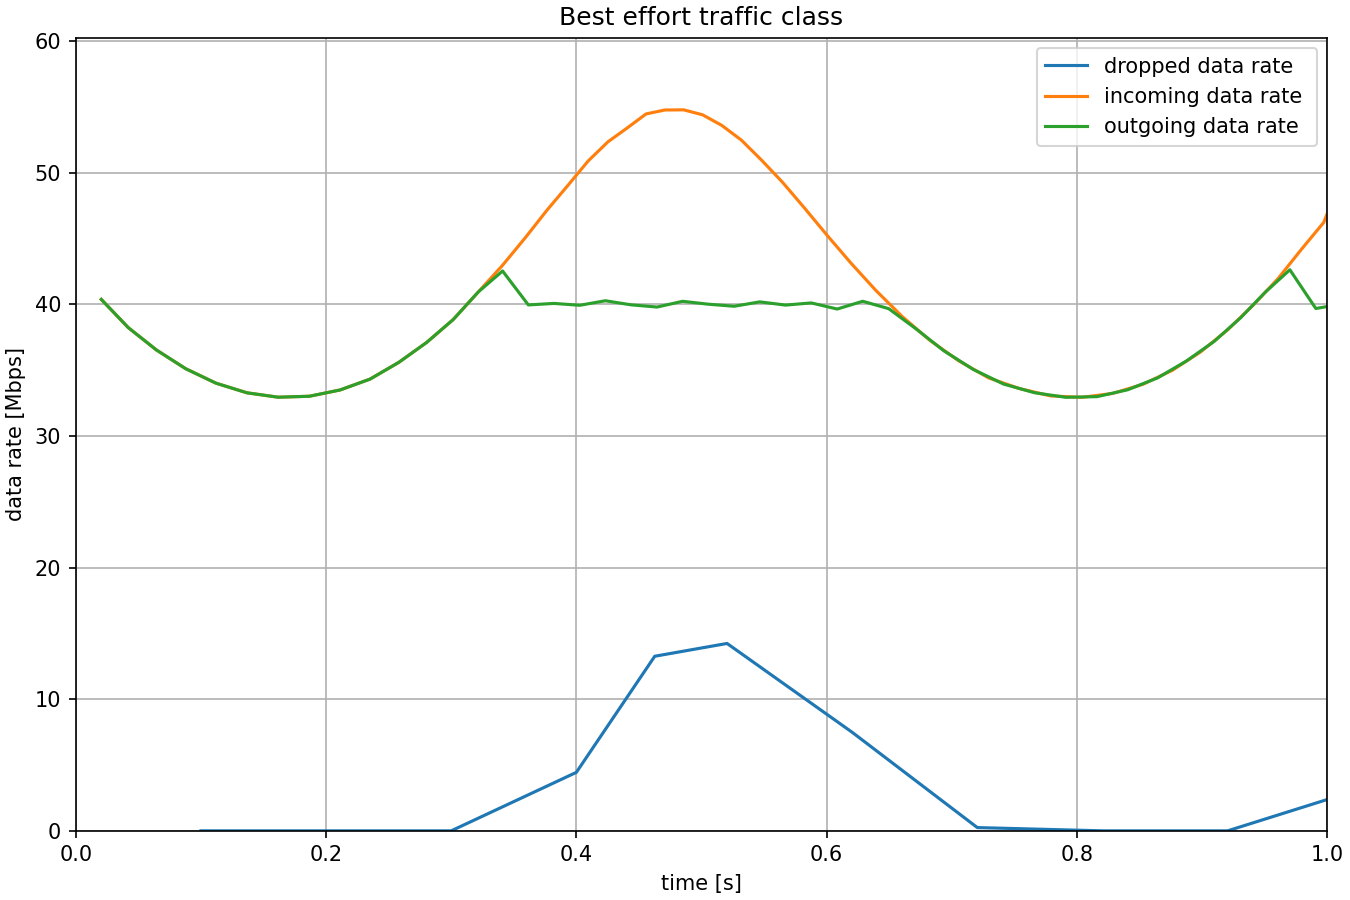 Best effort traffic class
dropped data rate
incoming data rate
outgoing data rate
data rate [Mbps]
60
50
40
30
20
10
0
0.0 0.2 0.4 0.6 0.8 1.0
time [s]